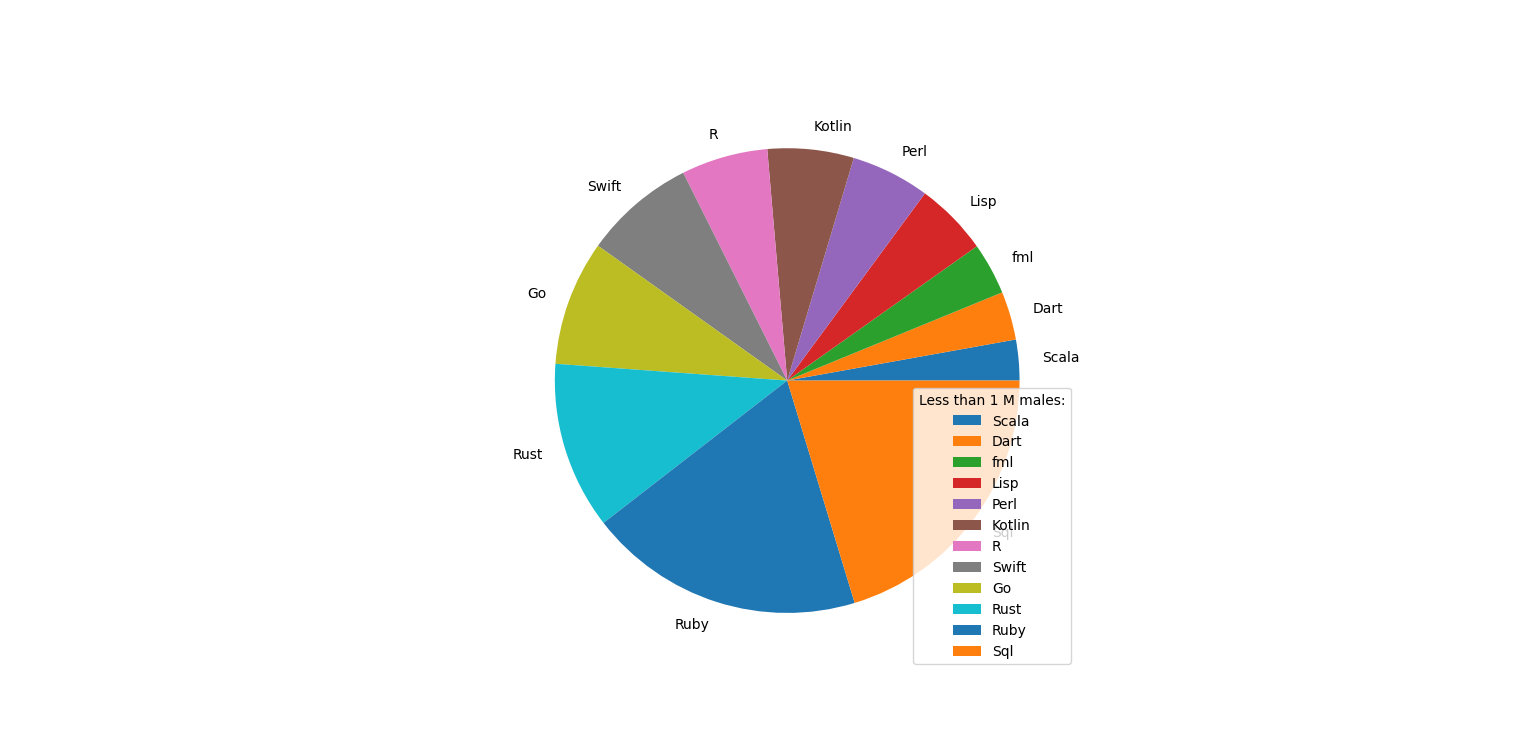 Kotlin
R
Perl
Swift
Lisp
fml
Go
Dart
Scala
Rust
Ruby
Sql
Less than 1 M males:
Scala
Dart
fml
Lisp
Perl
Kotlin
R
Swift
Go
Rust
Ruby
Sql